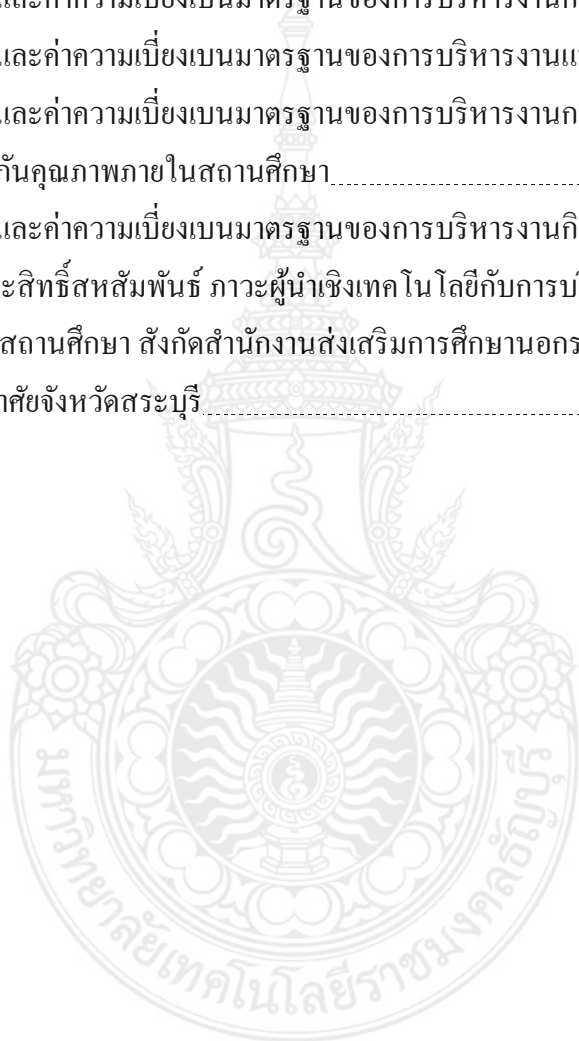 และค่าความเบี่ยงเบนมาตรฐานของการบริหารงาน
และค่าความเบี่ยงเบนมาตรฐานของการบริหารงานแ
และค่าความเบี่ยงเบนมาตรฐานของการบริหารงานก
กันคุณภาพภายในสถานศึกษา
และค่าความเบี่ยงเบนมาตรฐานของการบริหารงานกิ
ะสิทธิ์สหสัมพันธ์ ภาวะผู้นำเชิงเทคโนโลยีกับการบริ
สถานศึกษา สังกัดสำนักงานส่งเสริมการศึกษานอกร
าศัยจังหวัดสระบุรี
มหาวิทยาลัยเทคโนโลยีราชมงคลธัญบุรี